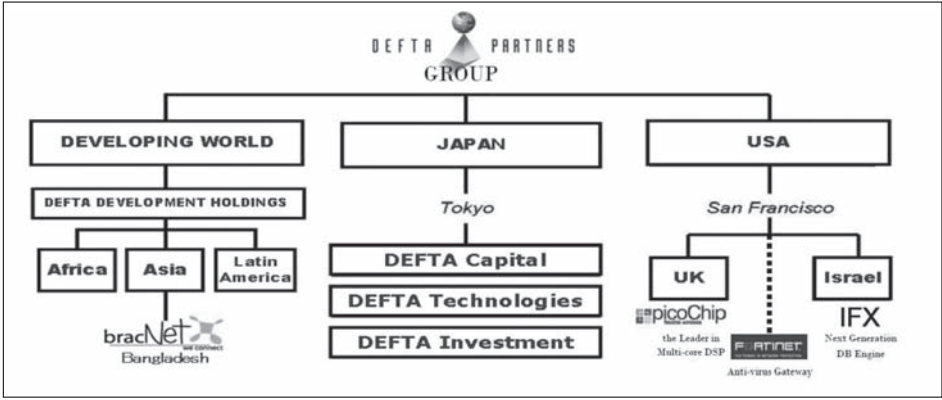 DEFTA PARTNERS
GROUP
DEVELOPING WORLD
DEFTA DEVELOPMENT HOLDINGS
Africa
Asia
Latin
America
bracNet
we connect
Bangladesh
JAPAN
Tokyo
DEFTA Capital
DEFTA Technologies
DEFTA Investment
USA
San Francisco
UK
picoChip
the Leader in
Multi-core DSP
FORTINET
Anti-virus Gateway
Israel
IFX
Next Generation
DB Engine